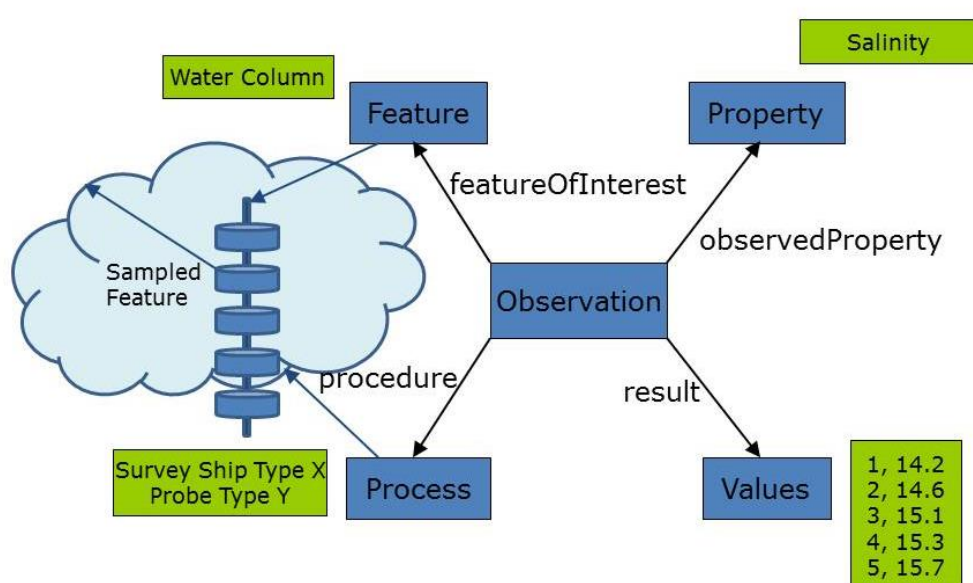 Salinity
Water Column
Feature
Property
featureOfInterest
observedProperty
Sampled
Feature
Observation
procedure
result
Survey Ship Type X
Probe Type Y
Process
Values
1, 14.2
2, 14.6
3, 15.1
4, 15.3
5, 15.7